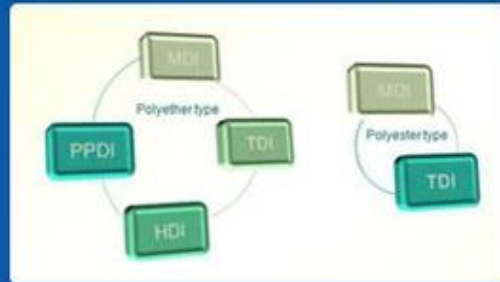 MDI
Polyether type
PPDI
TDI
HDI
MDI
Polyester type
TDI